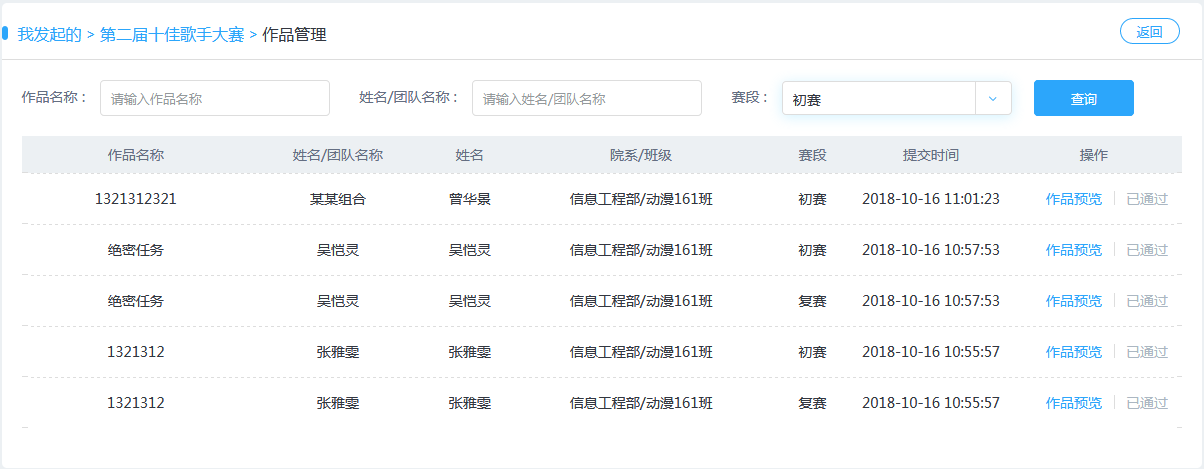 我发起的 > 第二届十佳歌手大赛 > 作品管理 返回
作品名称： 请输入作品名称 姓名/团队名称： 请输入姓名/团队名称 赛段： 初赛 查询
作品名称 姓名/团队名称 姓名 院系/班级 赛段 提交时间 操作
1321312321 某某组合 曾华景 信息工程部/动漫161班 初赛 2018-10-16 11:01:23 作品预览 已通过
绝密任务 吴恺灵 吴恺灵 信息工程部/动漫161班 初赛 2018-10-16 10:57:53 作品预览 已通过
绝密任务 吴恺灵 吴恺灵 信息工程部/动漫161班 复赛 2018-10-16 10:57:53 作品预览 已通过
1321312 张雅雯 张雅雯 信息工程部/动漫161班 初赛 2018-10-16 10:55:57 作品预览 已通过
1321312 张雅雯 张雅雯 信息工程部/动漫161班 复赛 2018-10-16 10:55:57 作品预览 已通过